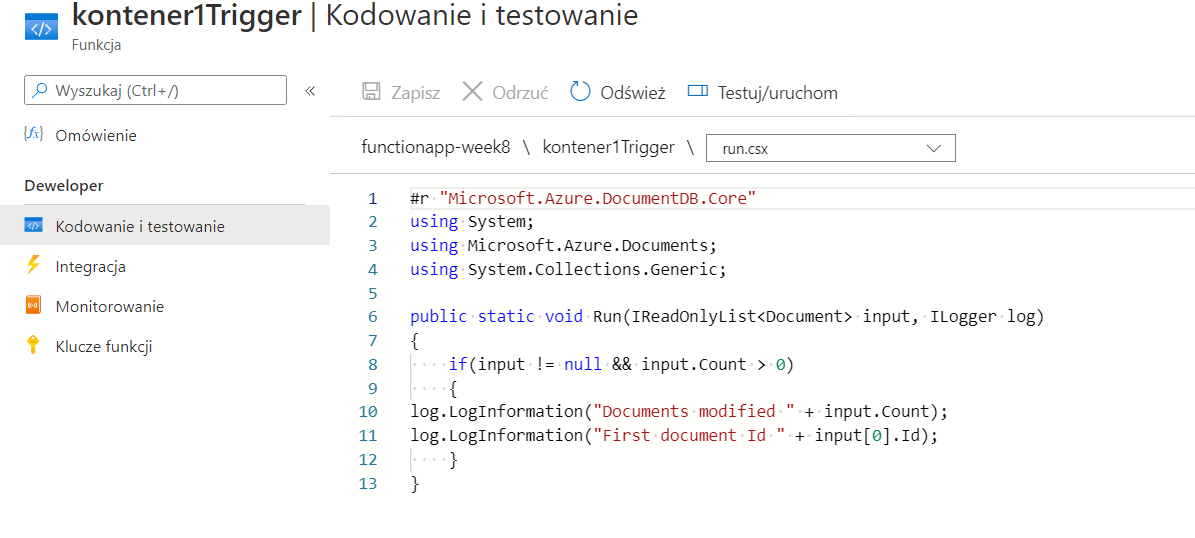 kontener1Trigger | Kodowanie i testowanie
Funkcja
Wyszukaj (Ctrl+/)
«
Omówienie
Deweloper
Kodowanie i testowanie
Integracja
Monitorowanie
Klucze funkcji
Zapisz Odrzuć Odśwież Testuj/uruchom
functionapp-week8 \ kontener1Trigger \ run.csx
1 #r "Microsoft.Azure.DocumentDB.Core"
2 using System;
3 using Microsoft.Azure.Documents;
4 using System.Collections.Generic;
5
6 public static void Run(IReadOnlyList<Document> input, ILogger log)
7 {
8     if(input != null && input.Count > 0)
9     {
10 log.LogInformation("Documents modified " + input.Count);
11 log.LogInformation("First document Id " + input[0].Id);
12     }
13 }